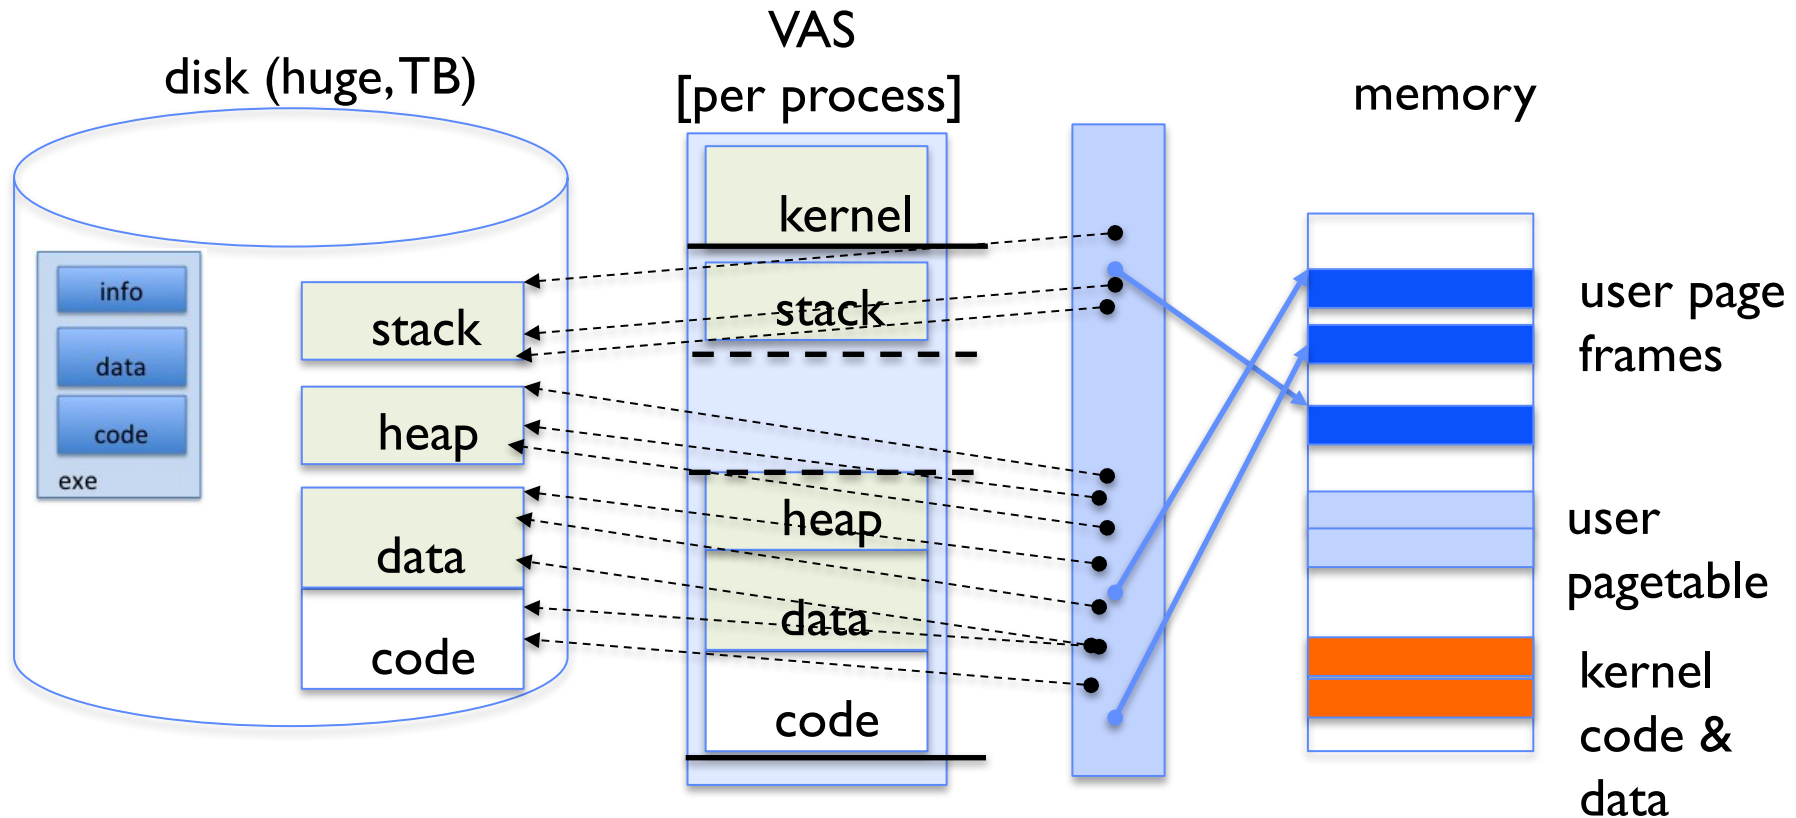 disk (huge, TB)
info
data
code
exe
stack
heap
data
code
VAS
[per process]
kernel
stack
heap
data
code
memory
user page
frames
user
pagetable
kernel
code &
data